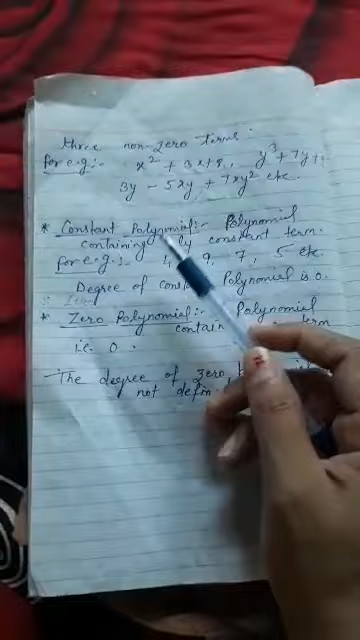 three non-zero terms.
For e.g:- x² + 3x + 8, y³ + 7y +
3y - 5xy + 7xy² etc.
* Constant Polynomial:- Polynomial
containing only constant term.
For e.g.:- 9, 7, 5 etc.
Degree of Polynomial is 0.
* Zero Polynomial:- Polynomial
contain term
i.e. 0.
The degree of zero
not defin